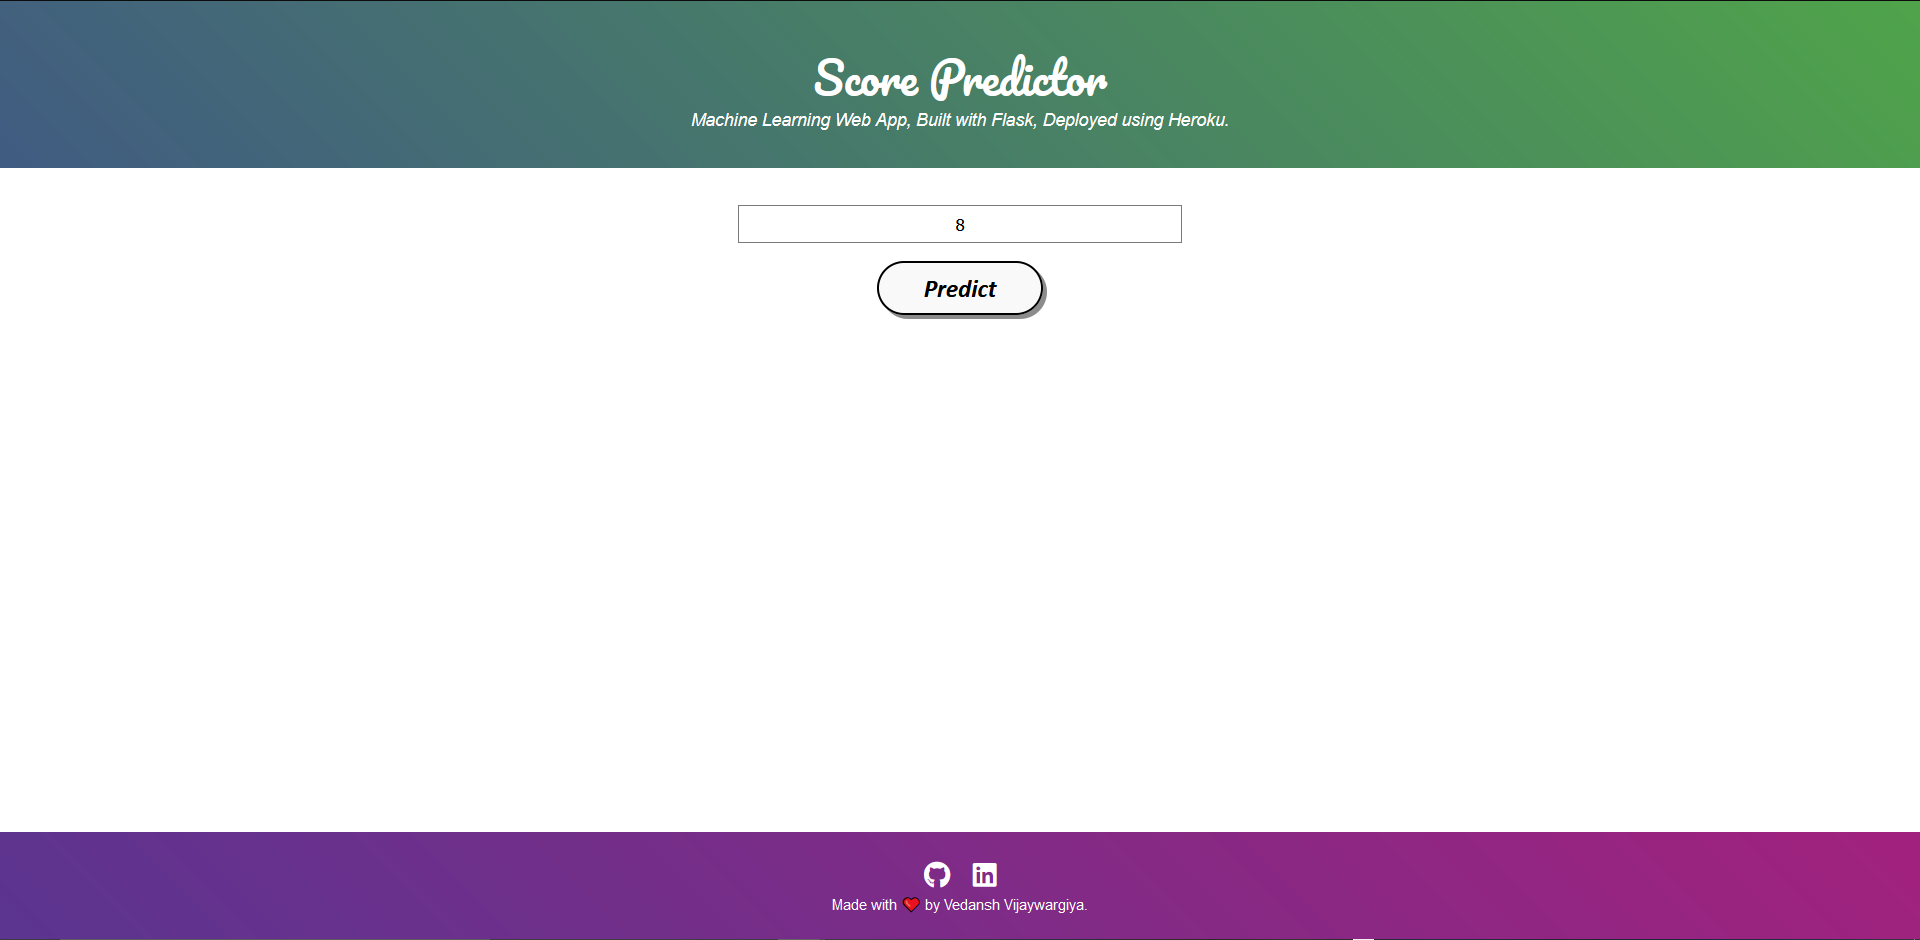 Score Predictor
Machine Learning Web App, Built with Flask, Deployed using Heroku.
8
Predict
in
Made with ❤ by Vedansh Vijaywargiya.